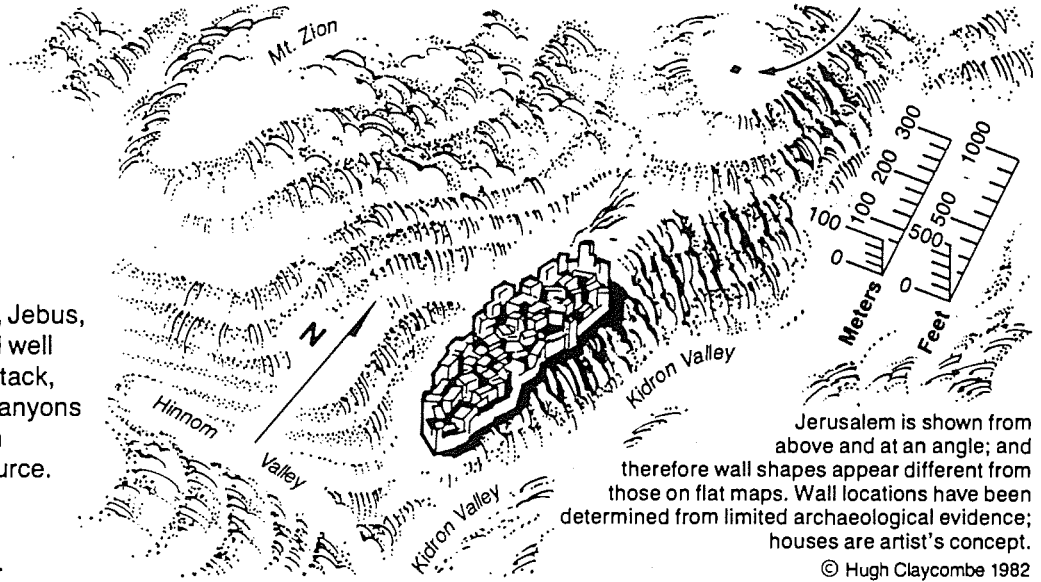 Mt. Zion
300
200
100
100
0
Meters
1000
500
500
0
Feet
N
, Jebus,
well
tack,
anyons
urce.
Hinnom
Valley
Kidron Valley
Kidron Valley
Jerusalem is shown from
above and at an angle; and
therefore wall shapes appear different from
those on flat maps. Wall locations have been
determined from limited archaeological evidence;
houses are artist's concept.
© Hugh Claycombe 1982